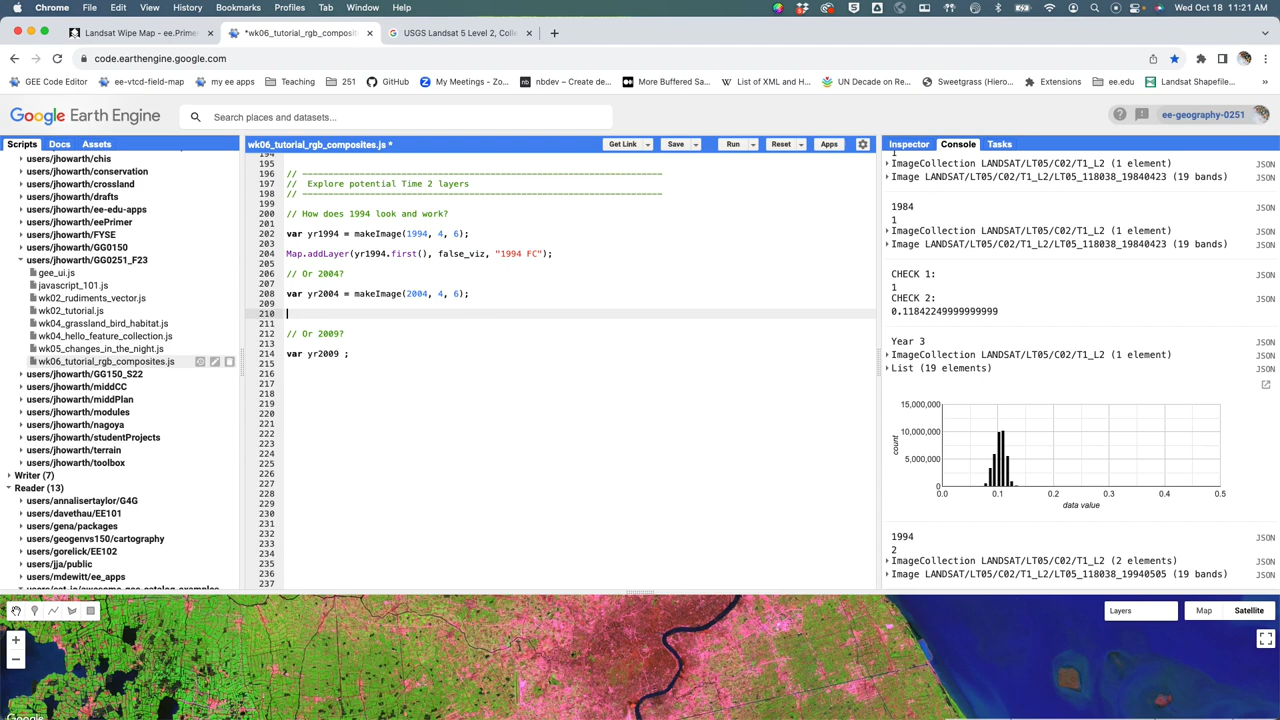 Chrome File Edit View History Bookmarks Profiles Tab Window Help Wed Oct 18 11:21 AM
Landsat Wipe Map - ee.Prime × *wk06_tutorial_rgb_composites × USGS Landsat 5 Level 2, Colle × +
code.earthengine.google.com
GEE Code Editor ee-vtcd-field-map my ee apps Teaching 251 GitHub My Meetings - Zo... nbdev – Create de... More Buffered Sa... List of XML and H... UN Decade on Re... Sweetgrass (Hiero... Extensions ee.edu Landsat Shapefile... »
Google Earth Engine Search places and datasets... ee-geography-0251
Scripts Docs Assets
users/jhowarth/chis
users/jhowarth/conservation
users/jhowarth/crossland
users/jhowarth/drafts
users/jhowarth/ee-edu-apps
users/jhowarth/eePrimer
users/jhowarth/FYSE
users/jhowarth/GG0150
users/jhowarth/GG0251_F23
gee_ui.js
javascript_101.js
wk02_rudiments_vector.js
wk02_tutorial.js
wk04_grassland_bird_habitat.js
wk04_hello_feature_collection.js
wk05_changes_in_the_night.js
wk06_tutorial_rgb_composites.js
users/jhowarth/GG150_S22
users/jhowarth/middCC
users/jhowarth/middPlan
users/jhowarth/modules
users/jhowarth/nagoya
users/jhowarth/studentProjects
users/jhowarth/terrain
users/jhowarth/toolbox
Writer (7)
Reader (13)
users/annalisertaylor/G4G
users/davethau/EE101
users/gena/packages
users/geogenvs150/cartography
users/gorelick/EE102
users/jja/public
users/mdewitt/ee_apps
wk06_tutorial_rgb_composites.js * Get Link Save Run Reset Apps
194
195
196 // ---------------------------------------------------------------------
197 // Explore potential Time 2 layers
198 // ---------------------------------------------------------------------
199
200 // How does 1994 look and work?
201
202 var yr1994 = makeImage(1994, 4, 6);
203
204 Map.addLayer(yr1994.first(), false_viz, "1994 FC");
205
206 // Or 2004?
207
208 var yr2004 = makeImage(2004, 4, 6);
209
210
211
212 // Or 2009?
213
214 var yr2009 ;
215
216
217
218
219
220
221
222
223
224
225
226
227
228
229
230
231
232
233
234
235
236
237
Inspector Console Tasks
1
ImageCollection LANDSAT/LT05/C02/T1_L2 (1 element) JSON
Image LANDSAT/LT05/C02/T1_L2/LT05_118038_19840423 (19 bands) JSON
1984 JSON
1
ImageCollection LANDSAT/LT05/C02/T1_L2 (1 element) JSON
Image LANDSAT/LT05/C02/T1_L2/LT05_118038_19840423 (19 bands) JSON
CHECK 1: JSON
1
CHECK 2: JSON
0.11842249999999999
Year 3 JSON
ImageCollection LANDSAT/LT05/C02/T1_L2 (1 element) JSON
List (19 elements) JSON
15,000,000
10,000,000
5,000,000
0
count
0.0 0.1 0.2 0.3 0.4 0.5
data value
1994 JSON
2
ImageCollection LANDSAT/LT05/C02/T1_L2 (2 elements) JSON
Image LANDSAT/LT05/C02/T1_L2/LT05_118038_19940505 (19 bands) JSON
+
−
Layers Map Satellite
Google